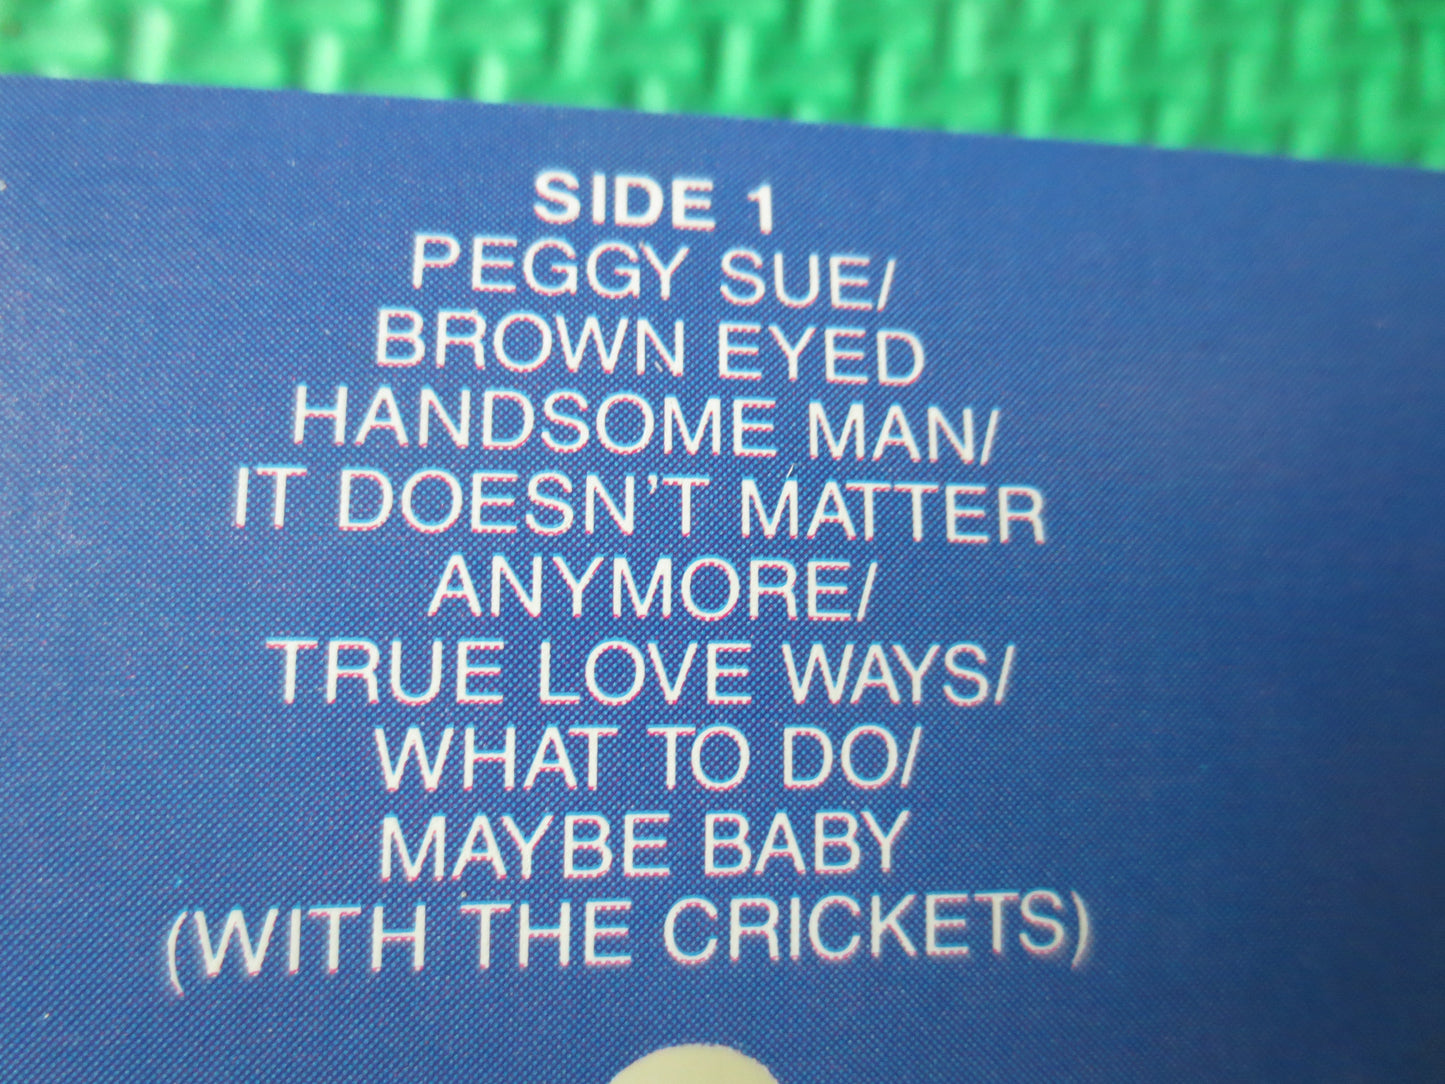 SIDE 1
PEGGY SUE/
BROWN EYED
HANDSOME MAN/
IT DOESN'T MATTER
ANYMORE/
TRUE LOVE WAYS/
WHAT TO DO/
MAYBE BABY
(WITH THE CRICKETS)